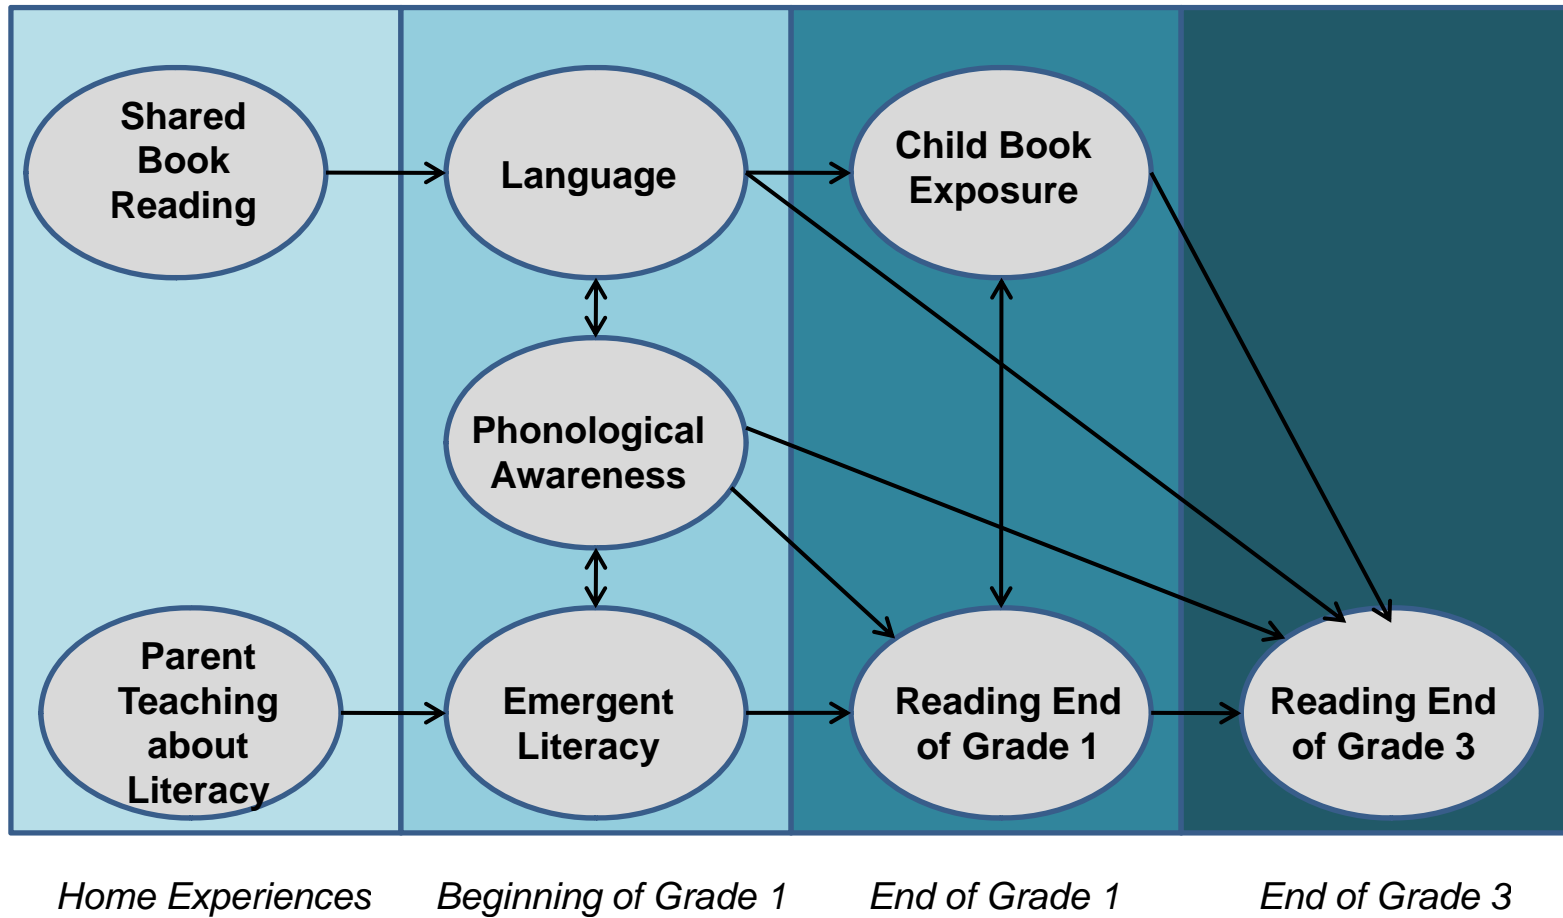 Shared
Book
Reading
Language
Child Book
Exposure
Phonological
Awareness
Parent
Teaching
about
Literacy
Emergent
Literacy
Reading End
of Grade 1
Reading End
of Grade 3
Home Experiences
Beginning of Grade 1
End of Grade 1
End of Grade 3